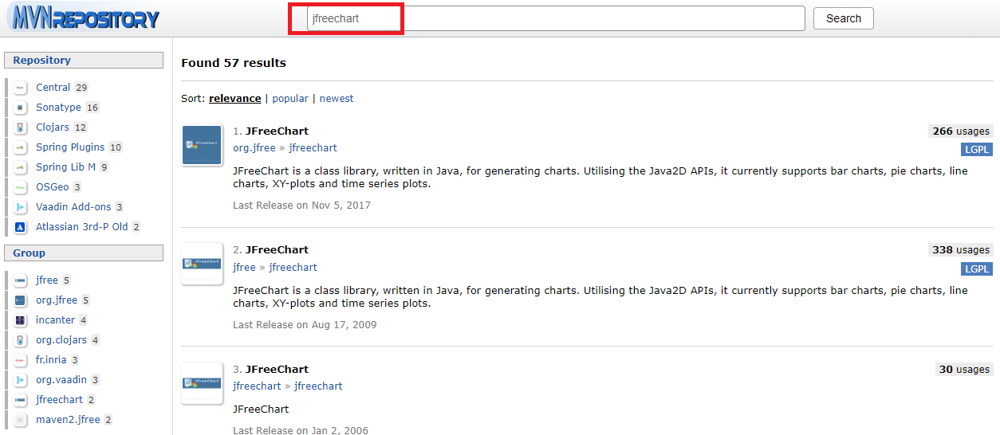 MVNREPOSITORY
jfreechart
Search
Repository
Central 29
Sonatype 16
Clojars 12
Spring Plugins 10
Spring Lib M 9
OSGeo 3
Vaadin Add-ons 3
Atlassian 3rd-P Old 2
Group
jfree 5
org.jfree 5
incanter 4
org.clojars 4
fr.inria 3
org.vaadin 3
jfreechart 2
maven2.jfree 2
Found 57 results
Sort: relevance | popular | newest
JFreeChart
1. JFreeChart
266 usages
org.jfree » jfreechart
LGPL
JFreeChart is a class library, written in Java, for generating charts. Utilising the Java2D APIs, it currently supports bar charts, pie charts, line
charts, XY-plots and time series plots.
Last Release on Nov 5, 2017
JFreeChart
2. JFreeChart
338 usages
jfree » jfreechart
LGPL
JFreeChart is a class library, written in Java, for generating charts. Utilising the Java2D APIs, it currently supports bar charts, pie charts, line
charts, XY-plots and time series plots.
Last Release on Aug 17, 2009
JFreeChart
3. JFreeChart
30 usages
jfreechart » jfreechart
JFreeChart
Last Release on Jan 2, 2006